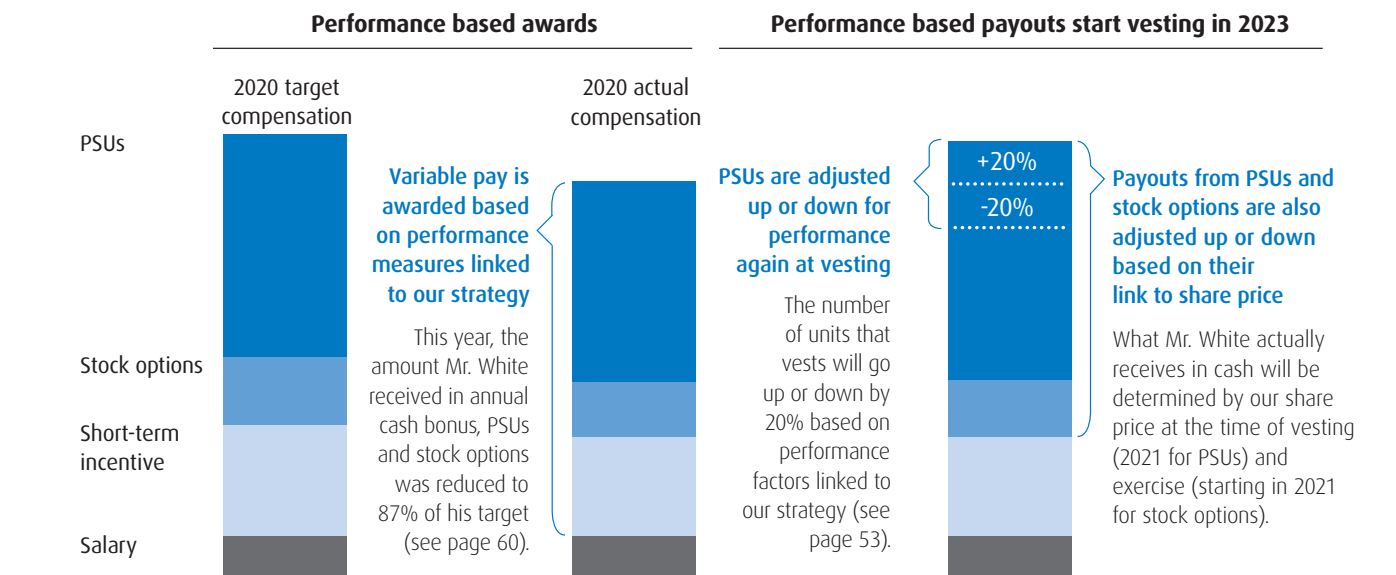 Performance based awards
Performance based payouts start vesting in 2023
2020 target
compensation
2020 actual
compensation
PSUs
Stock options
Short-term
incentive
Salary
Variable pay is
awarded based
on performance
measures linked
to our strategy
This year, the
amount Mr. White
received in annual
cash bonus, PSUs
and stock options
was reduced to
87% of his target
(see page 60).
PSUs are adjusted
up or down for
performance
again at vesting
The number
of units that
vests will go
up or down by
20% based on
performance
factors linked to
our strategy (see
page 53).
+20%
-20%
Payouts from PSUs and
stock options are also
adjusted up or down
based on their
link to share price
What Mr. White actually
receives in cash will be
determined by our share
price at the time of vesting
(2021 for PSUs) and
exercise (starting in 2021
for stock options).